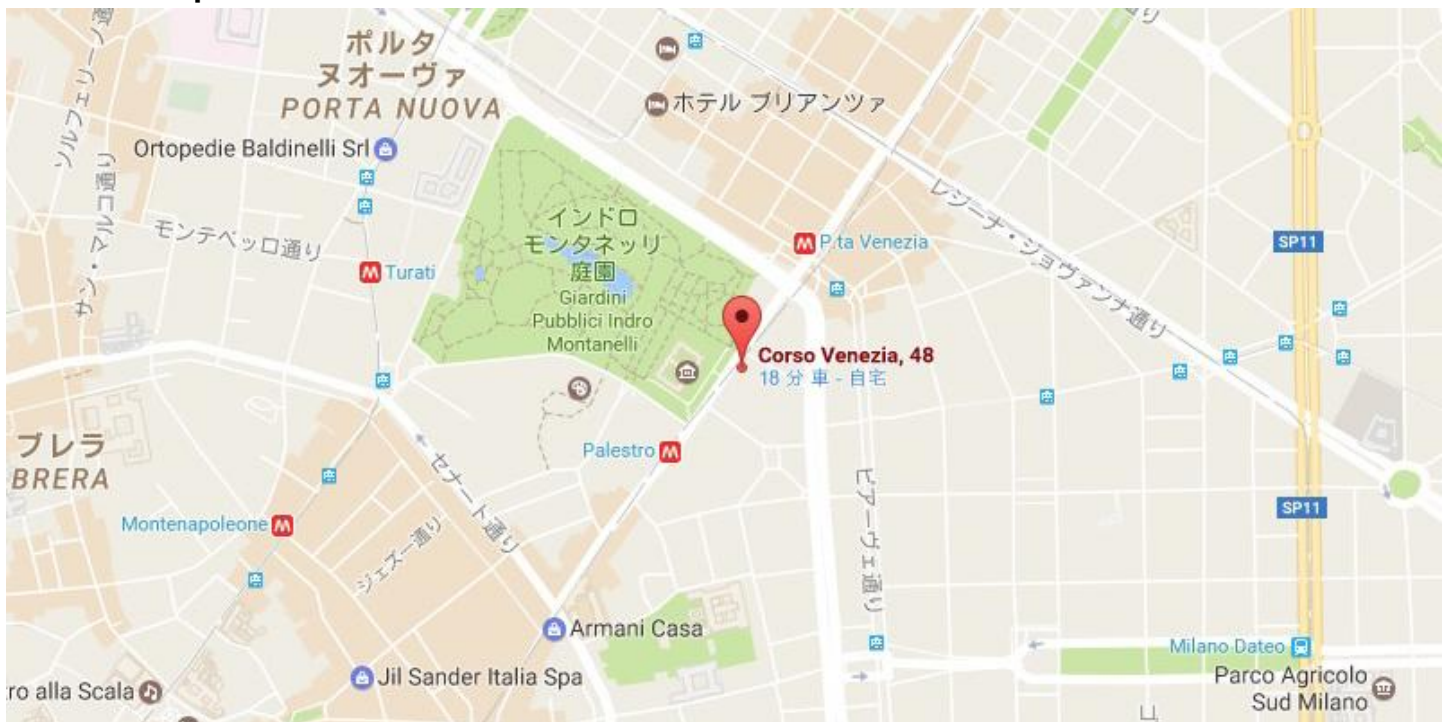 ポルタ
ヌオーヴァ
PORTA NUOVA
ソルフェリーノ通
ホテル ブリアンツァ
Ortopedie Baldinelli Srl
サン・マルコ通り
モンテベッロ通り
インドロ
モンタネッリ
庭園
Giardini
Pubblici Indro
Montanelli
レジーナ・ジョヴァンナ通り
P.ta Venezia
SP11
Turati
Corso Venezia, 48
18 分 車 - 自宅
ブレラ
BRERA
Palestro
セナート通り
ピアーヴェ通り
SP11
Montenapoleone
ジェズー通り
Armani Casa
Milano Dateo
Jil Sander Italia Spa
Parco Agricolo
Sud Milano
tro alla Scala